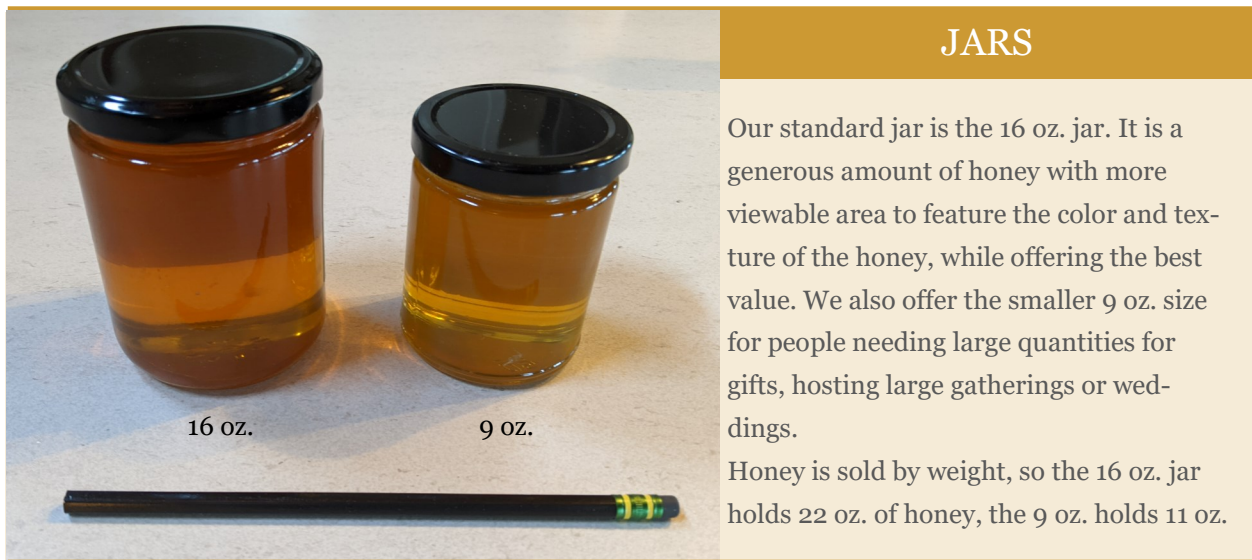 JARS
Our standard jar is the 16 oz. jar. It is a
generous amount of honey with more
viewable area to feature the color and tex-
ture of the honey, while offering the best
value. We also offer the smaller 9 oz. size
for people needing large quantities for
gifts, hosting large gatherings or wed-
dings.
Honey is sold by weight, so the 16 oz. jar
holds 22 oz. of honey, the 9 oz. holds 11 oz.
16 oz.
9 oz.